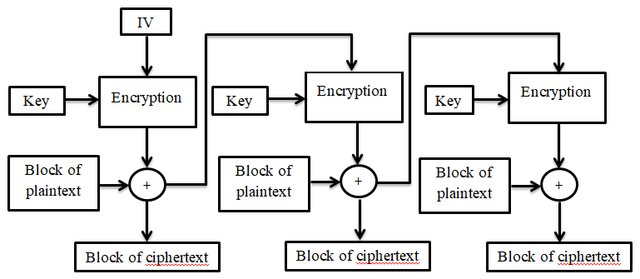 IV
Key
Encryption
Key
Encryption
Key
Encryption
Block of
plaintext
+
Block of
plaintext
+
Block of
plaintext
+
Block of ciphertext
Block of ciphertext
Block of ciphertext